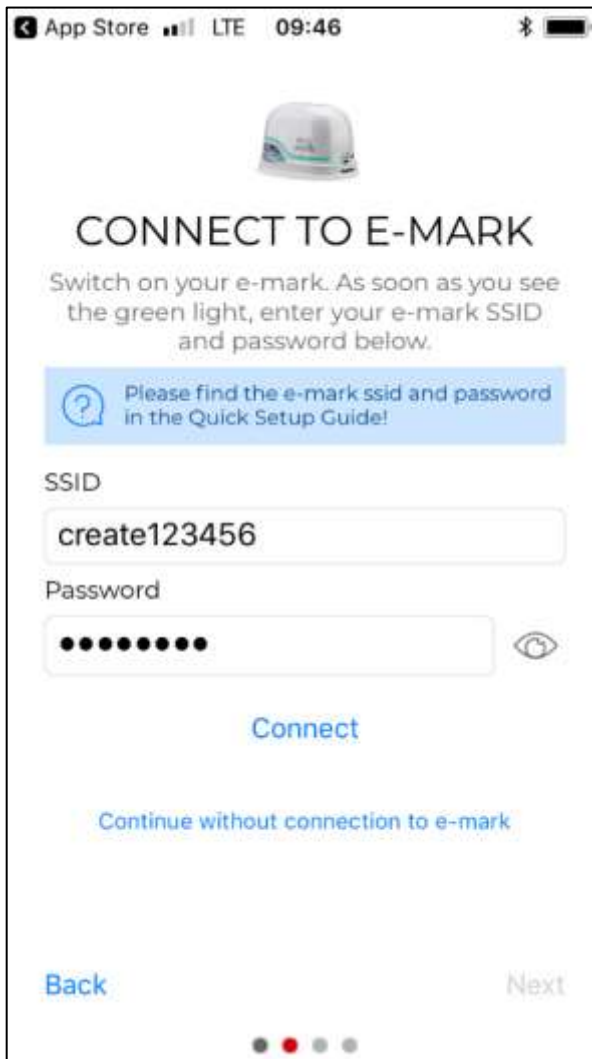 App Store LTE 09:46
CONNECT TO E-MARK
Switch on your e-mark. As soon as you see
the green light, enter your e-mark SSID
and password below.
Please find the e-mark ssid and password
in the Quick Setup Guide!
SSID
create123456
Password
••••••••
Connect
Continue without connection to e-mark
Back Next